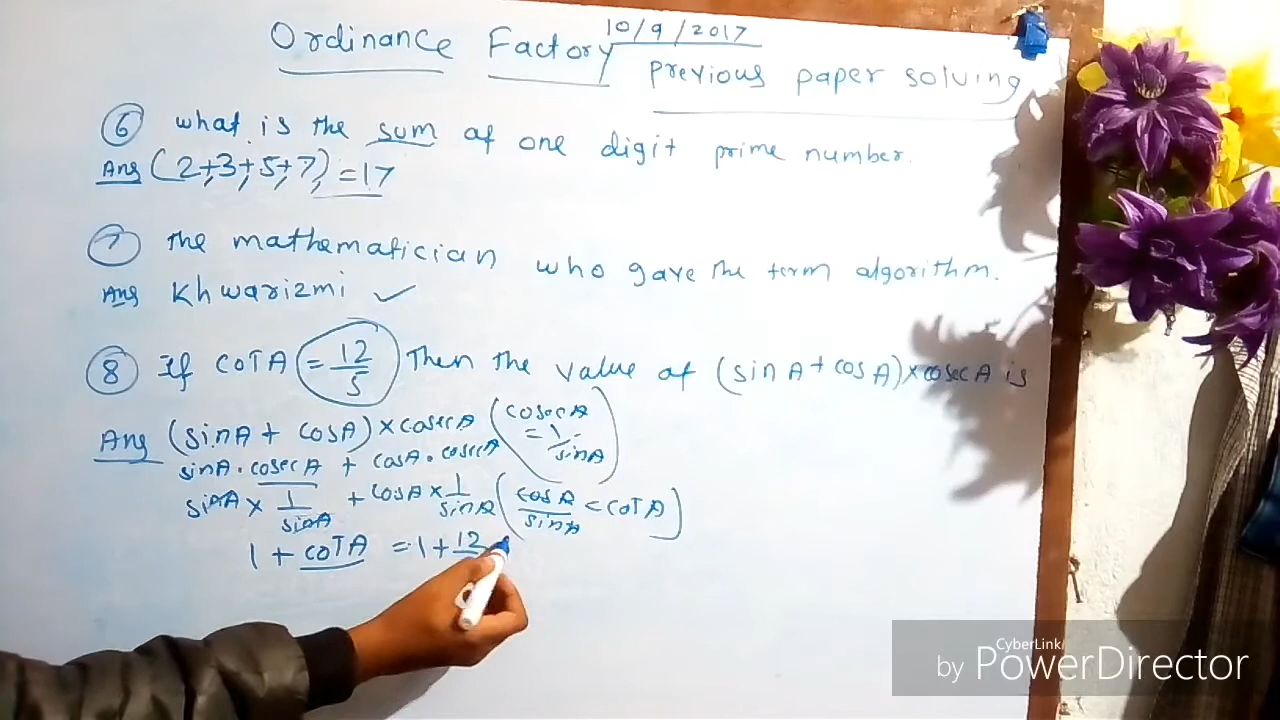 Ordinance Factory 10/9/2017
Previous paper solving
6 what is the sum of one digit prime number.
Ans (2+3+5+7) = 17
7 The mathematician who gave the term algorithm.
Ans Khwarizmi ✓
8 If COTA = 12/5 Then the value of (sinA + cosA) × cosecA is
Ans (sinA + cosA) × cosecA (cosecA = 1/sinA)
sinA · cosecA + cosA · cosecA
sinA × 1/sinA + cosA × 1/sinA (cosA/sinA = COTA)
1 + COTA = 1 + 12
CyberLink
by PowerDirector